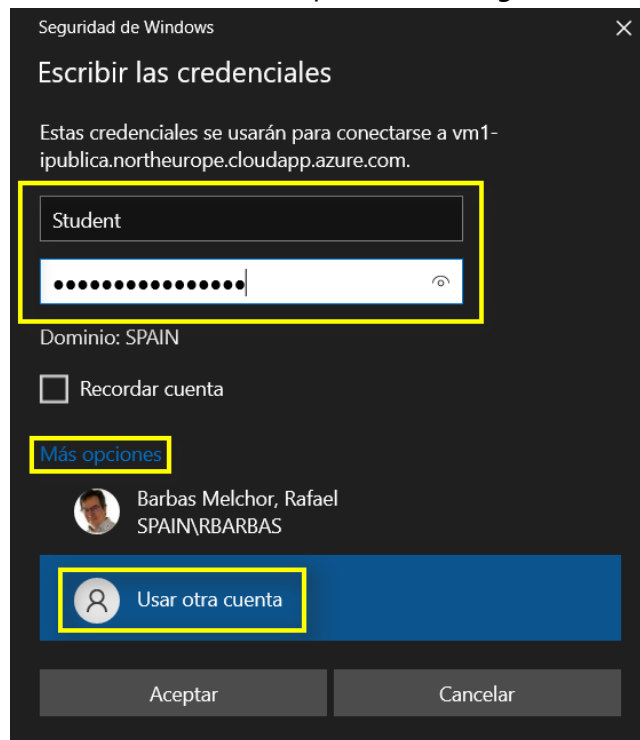 Seguridad de Windows
Escribir las credenciales
Estas credenciales se usarán para conectarse a vm1-
ipublica.northeurope.cloudapp.azure.com.
Student
●●●●●●●●●●●●●●●●
Dominio: SPAIN
Recordar cuenta
Más opciones
Barbas Melchor, Rafael
SPAIN\RBARBAS
Usar otra cuenta
Aceptar
Cancelar